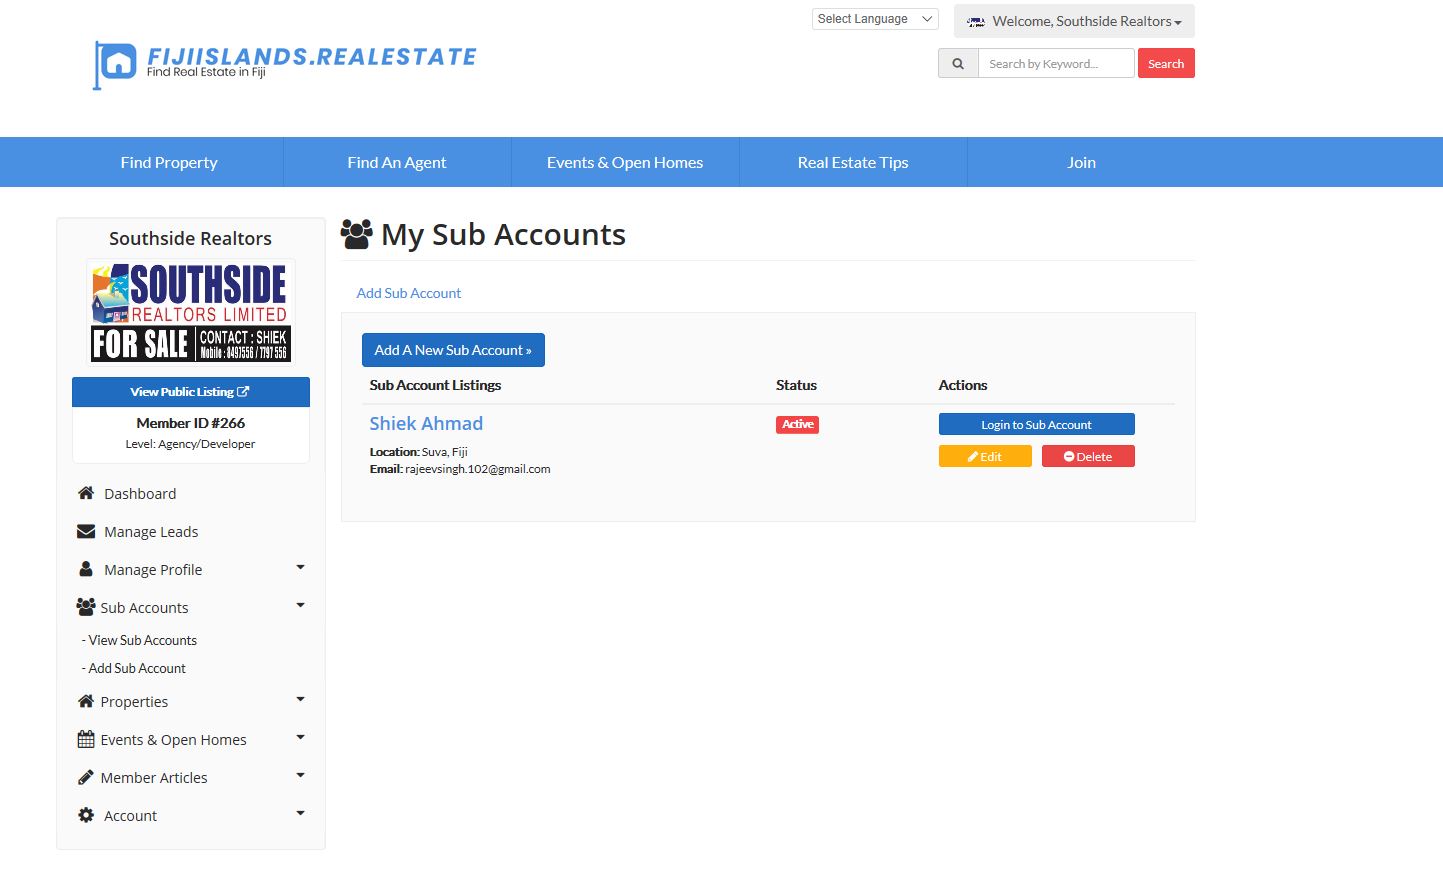 Select Language
Welcome, Southside Realtors
FIJIISLANDS.REALESTATE
Find Real Estate in Fiji
Search by Keyword...
Search
Find Property
Find An Agent
Events & Open Homes
Real Estate Tips
Join
Southside Realtors
SOUTHSIDE
REALTORS LIMITED
FOR SALE
CONTACT : SHIEK
Mobile : 8497556 / 7797 556
View Public Listing
Member ID #266
Level: Agency/Developer
Dashboard
Manage Leads
Manage Profile
Sub Accounts
- View Sub Accounts
- Add Sub Account
Properties
Events & Open Homes
Member Articles
Account
My Sub Accounts
Add Sub Account
Add A New Sub Account »
Sub Account Listings
Status
Actions
Shiek Ahmad
Active
Login to Sub Account
Location: Suva, Fiji
Edit
Delete
Email: rajeevsingh.102@gmail.com